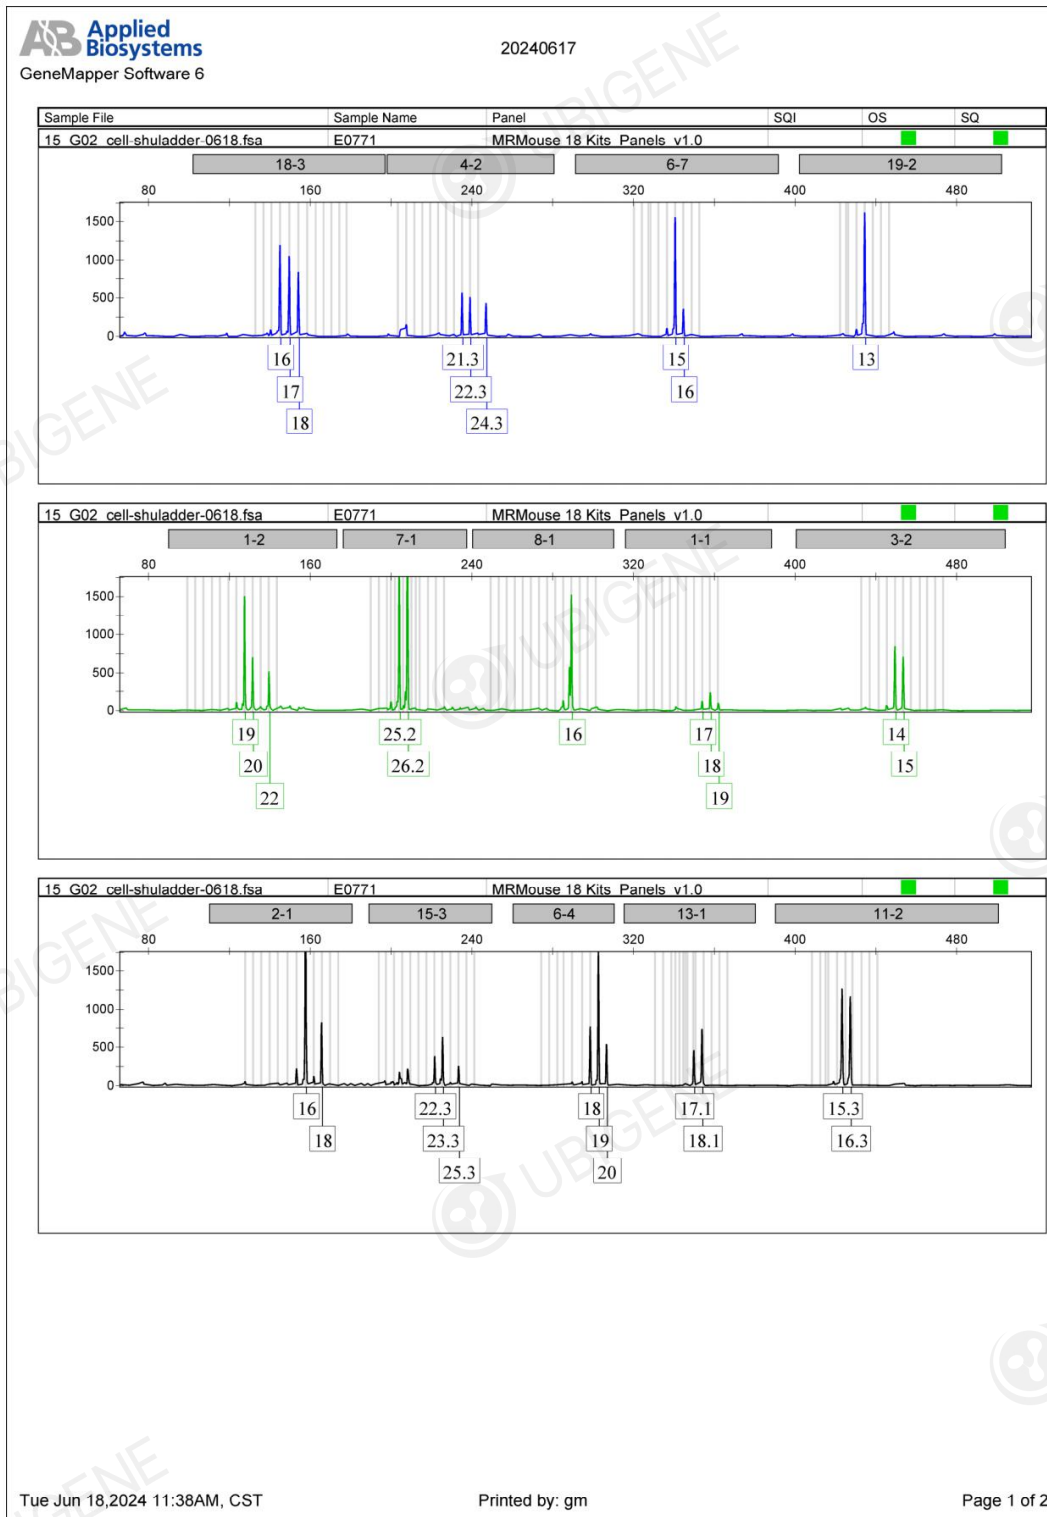 AB Applied Biosystems
GeneMapper Software 6
20240617
Sample File Sample Name Panel SQI OS SQ
15_G02_cell-shuladder-0618.fsa E0771 MRMouse 18 Kits_Panels_v1.0
18-3 4-2 6-7 19-2
80 160 240 320 400 480
1500
1000
500
0
16 21.3 15 13
17 22.3 16
18 24.3
15_G02_cell-shuladder-0618.fsa E0771 MRMouse 18 Kits_Panels_v1.0
1-2 7-1 8-1 1-1 3-2
80 160 240 320 400 480
1500
1000
500
0
19 25.2 16 17 14
20 26.2 18 15
22 19
15_G02_cell-shuladder-0618.fsa E0771 MRMouse 18 Kits_Panels_v1.0
2-1 15-3 6-4 13-1 11-2
80 160 240 320 400 480
1500
1000
500
0
16 22.3 18 17.1 15.3
18 23.3 19 18.1 16.3
25.3 20
UBIGENE
UBIGENE
UBIGENE
UBIGENE
UBIGENE
UBIGENE
Tue Jun 18,2024 11:38AM, CST Printed by: gm Page 1 of 2